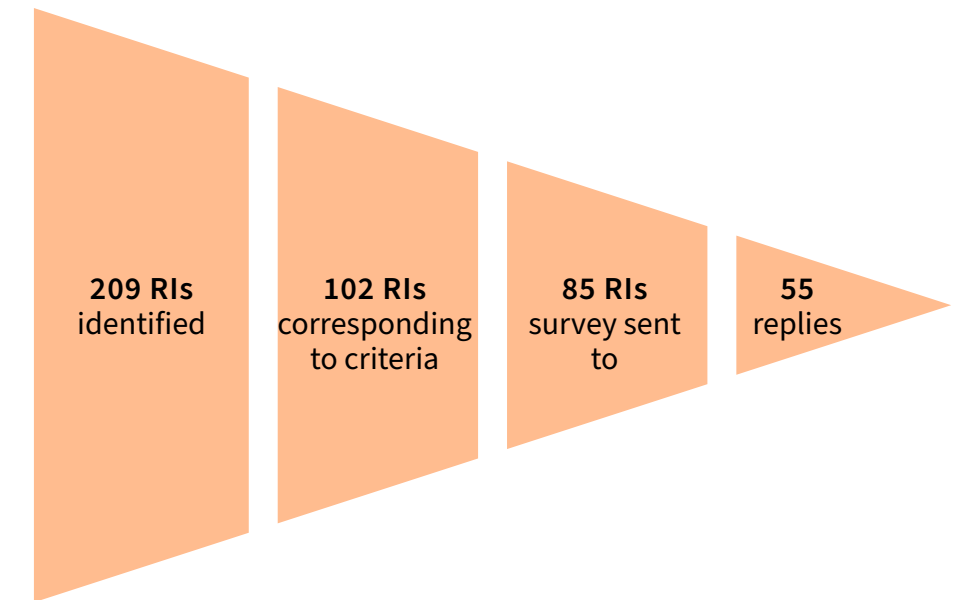 209 RIs
identified
102 RIs
corresponding
to criteria
85 RIs
survey sent
to
55
replies